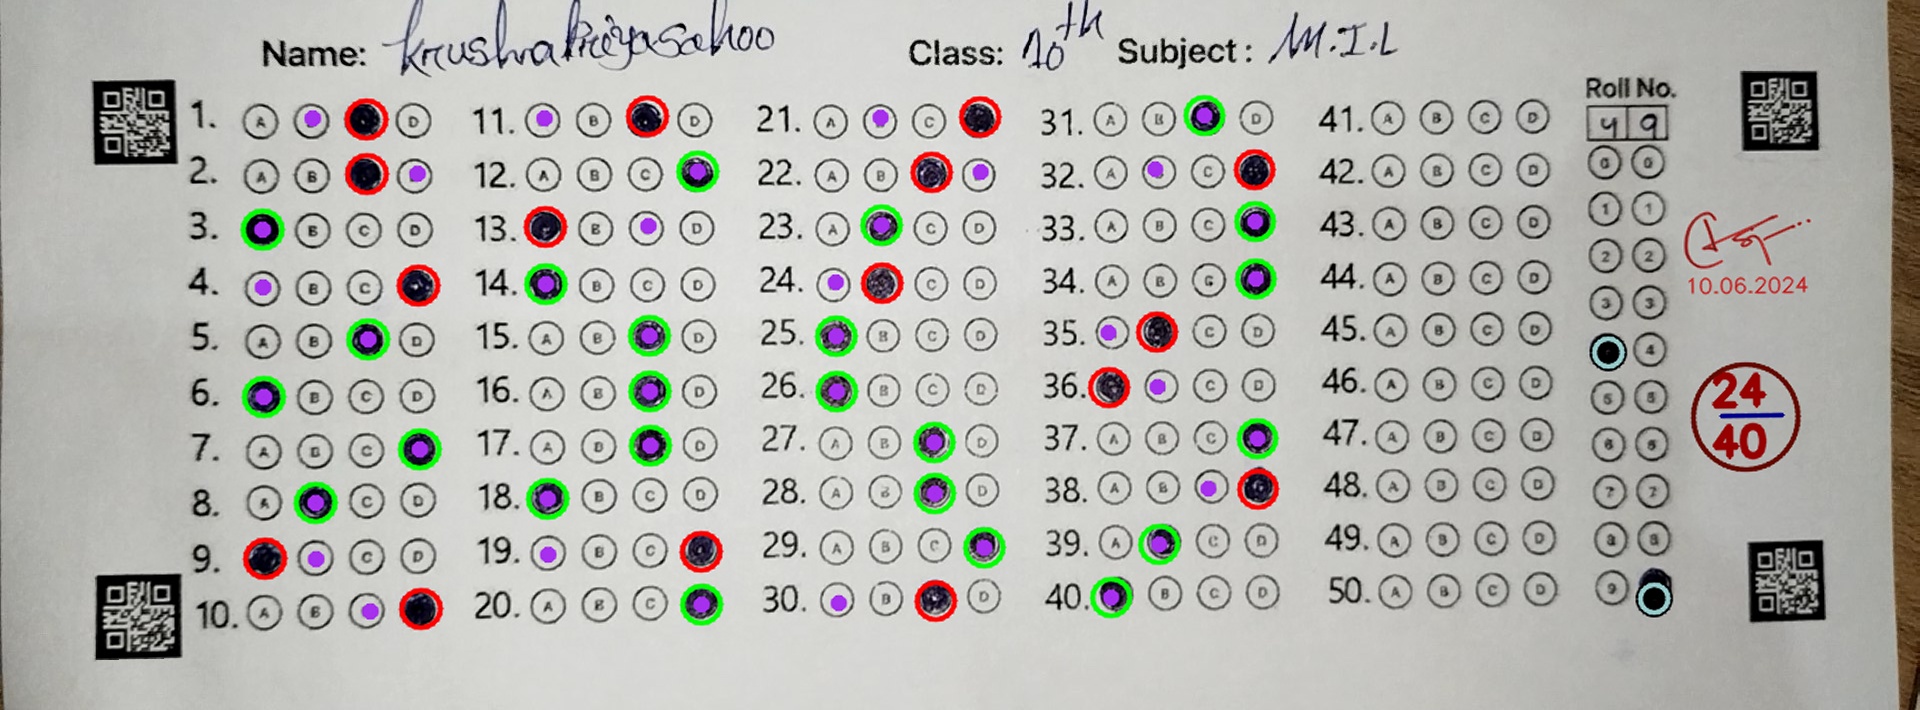 Name: Krushnapriyasahoo Class: 10th Subject: M.I.L
Roll No.
4 9
1. A D 11. B D 21. A C 31. A B D 41. A B C D
2. A B 12. A B C 22. A B 32. A C 42. A B C D
3. B C D 13. B D 23. A C D 33. A B C 43. A B C D
4. B C 14. B C D 24. C D 34. A B C 44. A B C D
5. A B D 15. A B D 25. B C D 35. C D 45. A B C D
6. B C D 16. A B D 26. B C D 36. C D 46. A B C D
7. A B C 17. A B D 27. A B D 37. A B C 47. A B C D
8. A C D 18. B C D 28. A B D 38. A B 48. A B C D
9. C D 19. B C 29. A B C 39. A C D 49. A B C D
10. A B 20. A B C 30. B D 40. B C D 50. A B C D
0 0
1 1
2 2
3 3
4
5 5
6 6
7 7
8 8
9
10.06.2024
24
40